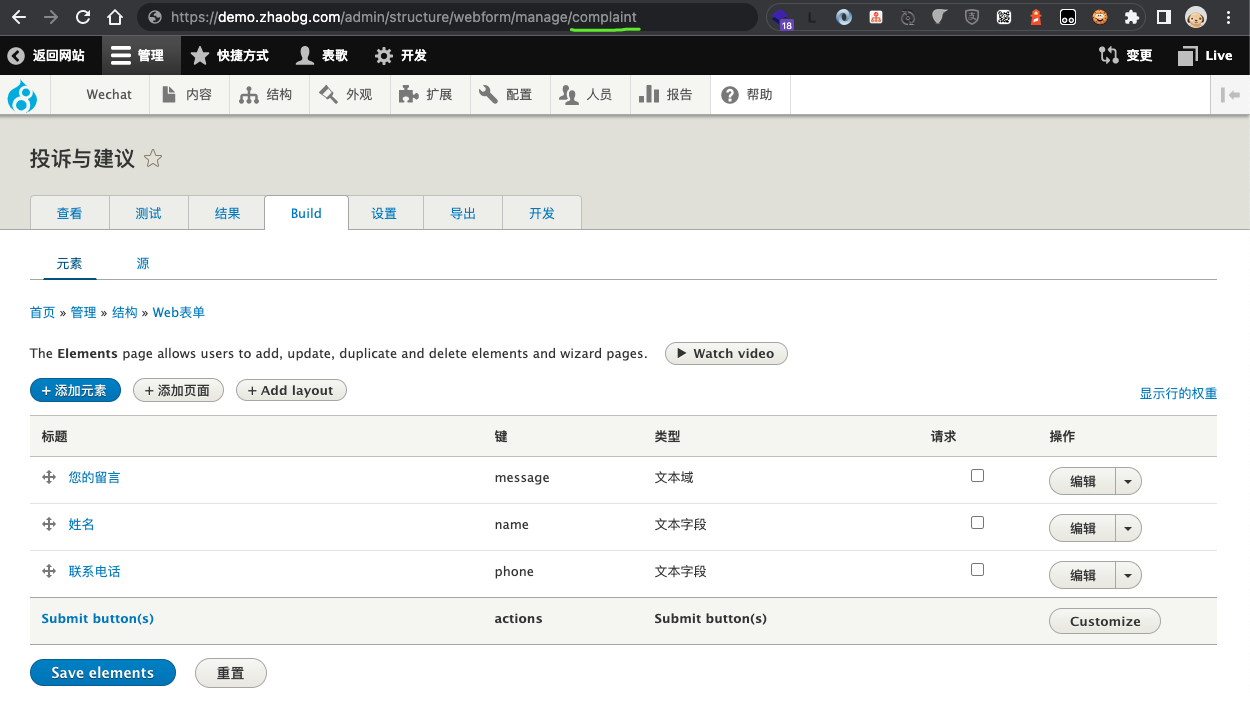 https://demo.zhaobg.com/admin/structure/webform/manage/complaint
18
返回网站 管理 快捷方式 表歌 开发 变更 Live
Wechat 内容 结构 外观 扩展 配置 人员 报告 帮助
投诉与建议
查看 测试 结果 Build 设置 导出 开发
元素 源
首页 » 管理 » 结构 » Web表单
The Elements page allows users to add, update, duplicate and delete elements and wizard pages. Watch video
+ 添加元素 + 添加页面 + Add layout
显示行的权重
标题 键 类型 请求 操作
您的留言 message 文本域 编辑
姓名 name 文本字段 编辑
联系电话 phone 文本字段 编辑
Submit button(s) actions Submit button(s) Customize
Save elements 重置